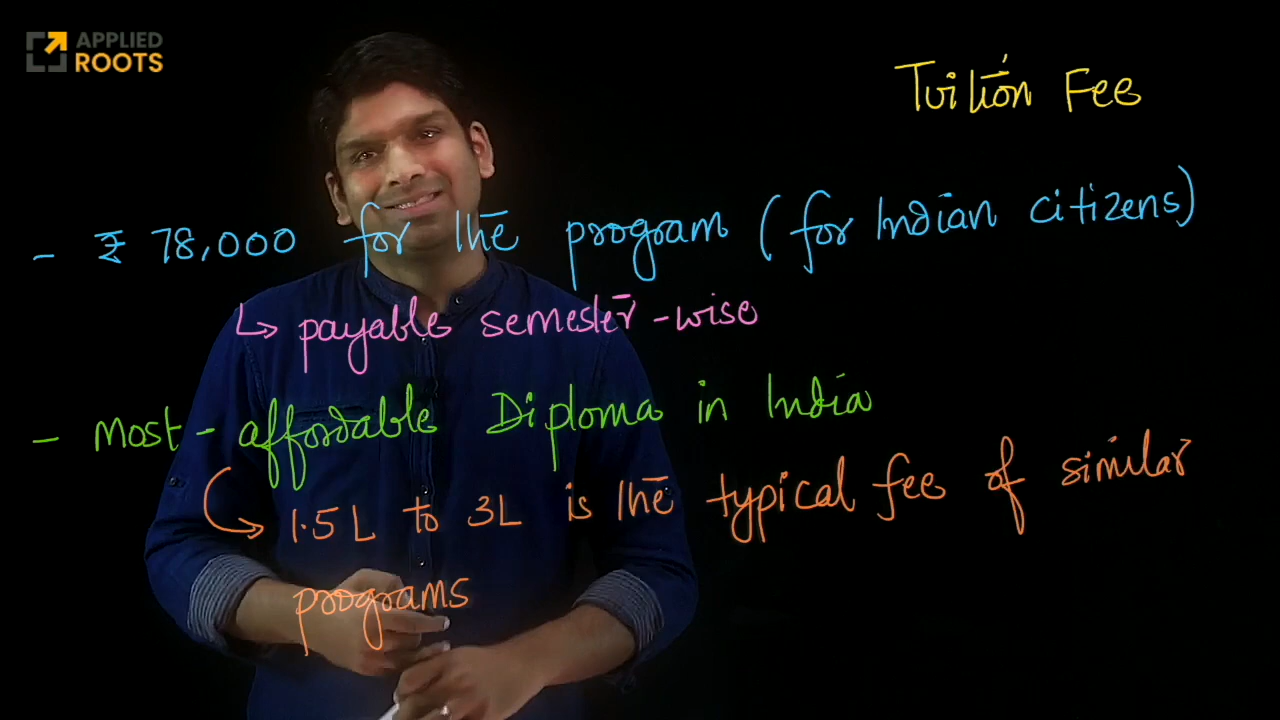 APPLIED
ROOTS
Tuition Fee
- ₹ 78,000 for the program (for Indian citizens)
↳ payable semester-wise
- Most-affordable Diploma in India
↳ 1.5L to 3L is the typical fee of similar
programs